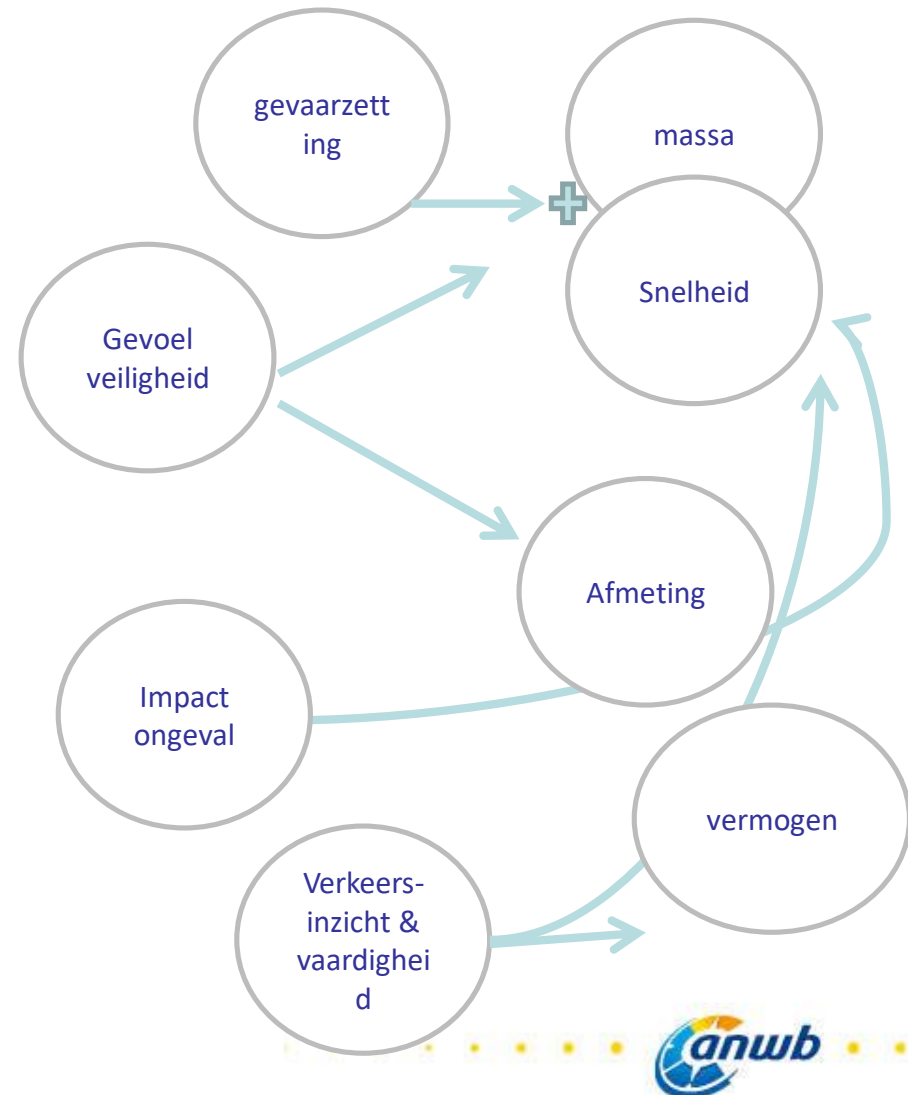 gevaarzett
ing
massa
Snelheid
Gevoel
veiligheid
Afmeting
Impact
ongeval
vermogen
Verkeers-
inzicht &
vaardighei
d
anwb